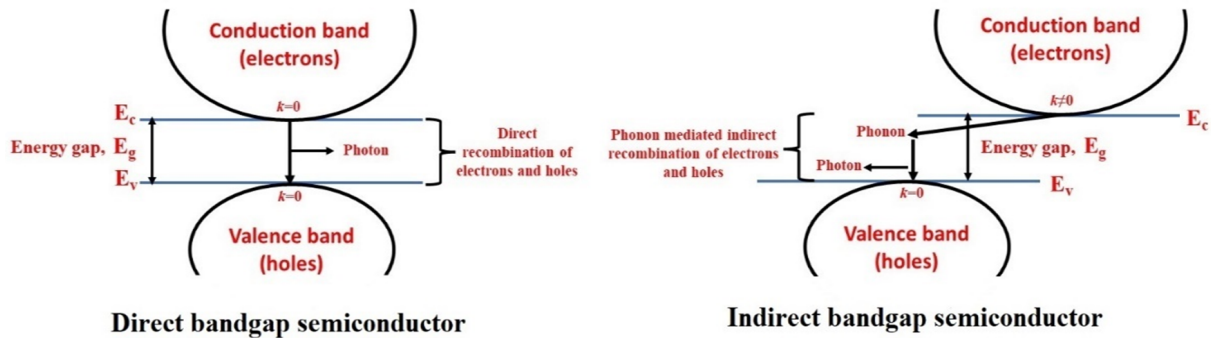 Conduction band
(electrons)
k=0
E_c
Energy gap, E_g
E_v
Photon
Direct
recombination of
electrons and holes
k=0
Valence band
(holes)
Direct bandgap semiconductor
Conduction band
(electrons)
k≠0
E_c
Phonon mediated indirect
recombination of electrons
and holes
Phonon
Photon
Energy gap, E_g
E_v
k=0
Valence band
(holes)
Indirect bandgap semiconductor